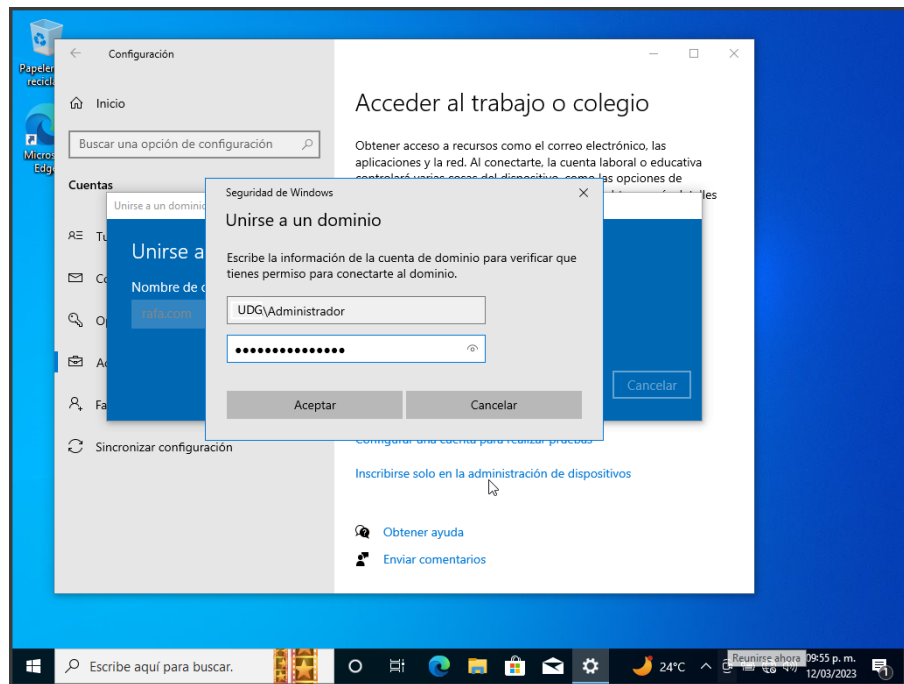 Papeler
recicl
Micros
Edg
Configuración
Inicio
Buscar una opción de configuración
Cuentas
Tu
Co
Op
Ac
Fa
Sincronizar configuración
Acceder al trabajo o colegio
Obtener acceso a recursos como el correo electrónico, las
aplicaciones y la red. Al conectarte, la cuenta laboral o educativa
controlará varias cosas del dispositivo, como las opciones de
les
Unirse a un dominio
Unirse a
Nombre de d
rafa.com
Cancelar
Seguridad de Windows
Unirse a un dominio
Escribe la información de la cuenta de dominio para verificar que
tienes permiso para conectarte al dominio.
UDG\Administrador
●●●●●●●●●●●●●●●
Aceptar
Cancelar
Configurar una cuenta para realizar pruebas
Inscribirse solo en la administración de dispositivos
Obtener ayuda
Enviar comentarios
Escribe aquí para buscar.
24°C
Reunirse ahora
09:55 p. m.
12/03/2023
1